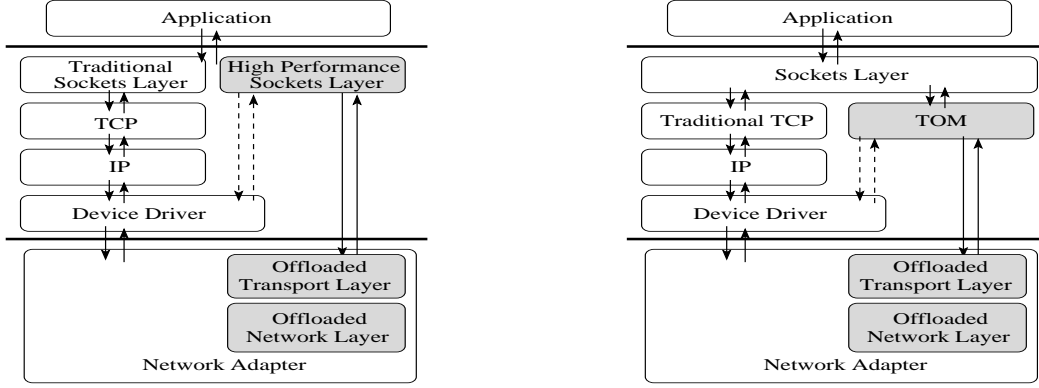 Application
Traditional
Sockets Layer
High Performance
Sockets Layer
TCP
IP
Device Driver
Offloaded
Transport Layer
Offloaded
Network Layer
Network Adapter
Application
Sockets Layer
Traditional TCP
TOM
IP
Device Driver
Offloaded
Transport Layer
Offloaded
Network Layer
Network Adapter